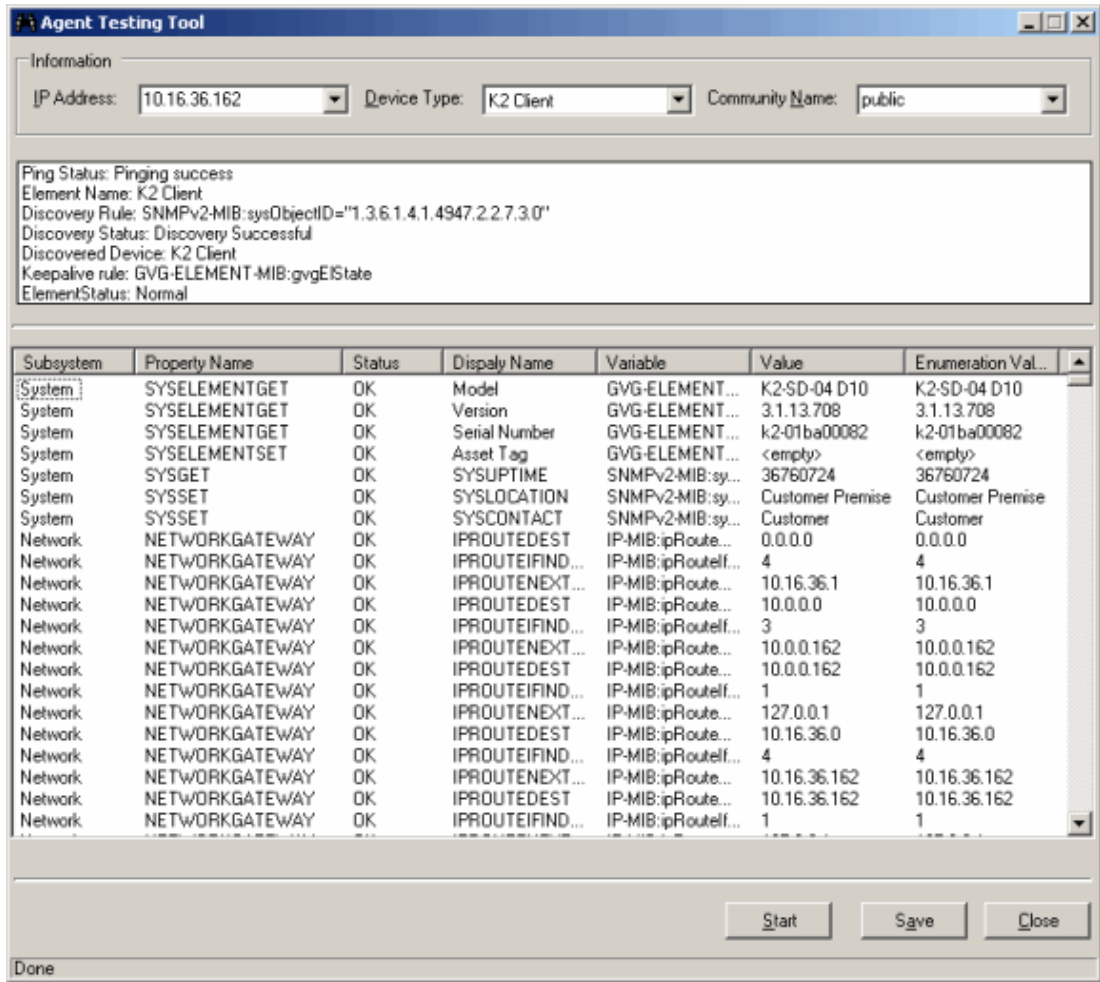 Agent Testing Tool
Information
IP Address: 10.16.36.162 Device Type: K2 Client Community Name: public
Ping Status: Pinging success
Element Name: K2 Client
Discovery Rule: SNMPv2-MIB:sysObjectID="1.3.6.1.4.1.4947.2.2.7.3.0"
Discovery Status: Discovery Successful
Discovered Device: K2 Client
Keepalive rule: GVG-ELEMENT-MIB:gvgElState
ElementStatus: Normal
Subsystem Property Name Status Dispaly Name Variable Value Enumeration Val...
System SYSELEMENTGET OK Model GVG-ELEMENT... K2-SD-04 D10 K2-SD-04 D10
System SYSELEMENTGET OK Version GVG-ELEMENT... 3.1.13.708 3.1.13.708
System SYSELEMENTGET OK Serial Number GVG-ELEMENT... k2-01ba00082 k2-01ba00082
System SYSELEMENTSET OK Asset Tag GVG-ELEMENT... <empty> <empty>
System SYSGET OK SYSUPTIME SNMPv2-MIB:sy... 36760724 36760724
System SYSSET OK SYSLOCATION SNMPv2-MIB:sy... Customer Premise Customer Premise
System SYSSET OK SYSCONTACT SNMPv2-MIB:sy... Customer Customer
Network NETWORKGATEWAY OK IPROUTEDEST IP-MIB:ipRoute... 0.0.0.0 0.0.0.0
Network NETWORKGATEWAY OK IPROUTEIFIND... IP-MIB:ipRouteIf... 4 4
Network NETWORKGATEWAY OK IPROUTENEXT... IP-MIB:ipRoute... 10.16.36.1 10.16.36.1
Network NETWORKGATEWAY OK IPROUTEDEST IP-MIB:ipRoute... 10.0.0.0 10.0.0.0
Network NETWORKGATEWAY OK IPROUTEIFIND... IP-MIB:ipRouteIf... 3 3
Network NETWORKGATEWAY OK IPROUTENEXT... IP-MIB:ipRoute... 10.0.0.162 10.0.0.162
Network NETWORKGATEWAY OK IPROUTEDEST IP-MIB:ipRoute... 10.0.0.162 10.0.0.162
Network NETWORKGATEWAY OK IPROUTEIFIND... IP-MIB:ipRouteIf... 1 1
Network NETWORKGATEWAY OK IPROUTENEXT... IP-MIB:ipRoute... 127.0.0.1 127.0.0.1
Network NETWORKGATEWAY OK IPROUTEDEST IP-MIB:ipRoute... 10.16.36.0 10.16.36.0
Network NETWORKGATEWAY OK IPROUTEIFIND... IP-MIB:ipRouteIf... 4 4
Network NETWORKGATEWAY OK IPROUTENEXT... IP-MIB:ipRoute... 10.16.36.162 10.16.36.162
Network NETWORKGATEWAY OK IPROUTEDEST IP-MIB:ipRoute... 10.16.36.162 10.16.36.162
Network NETWORKGATEWAY OK IPROUTEIFIND... IP-MIB:ipRouteIf... 1 1
Start Save Close
Done